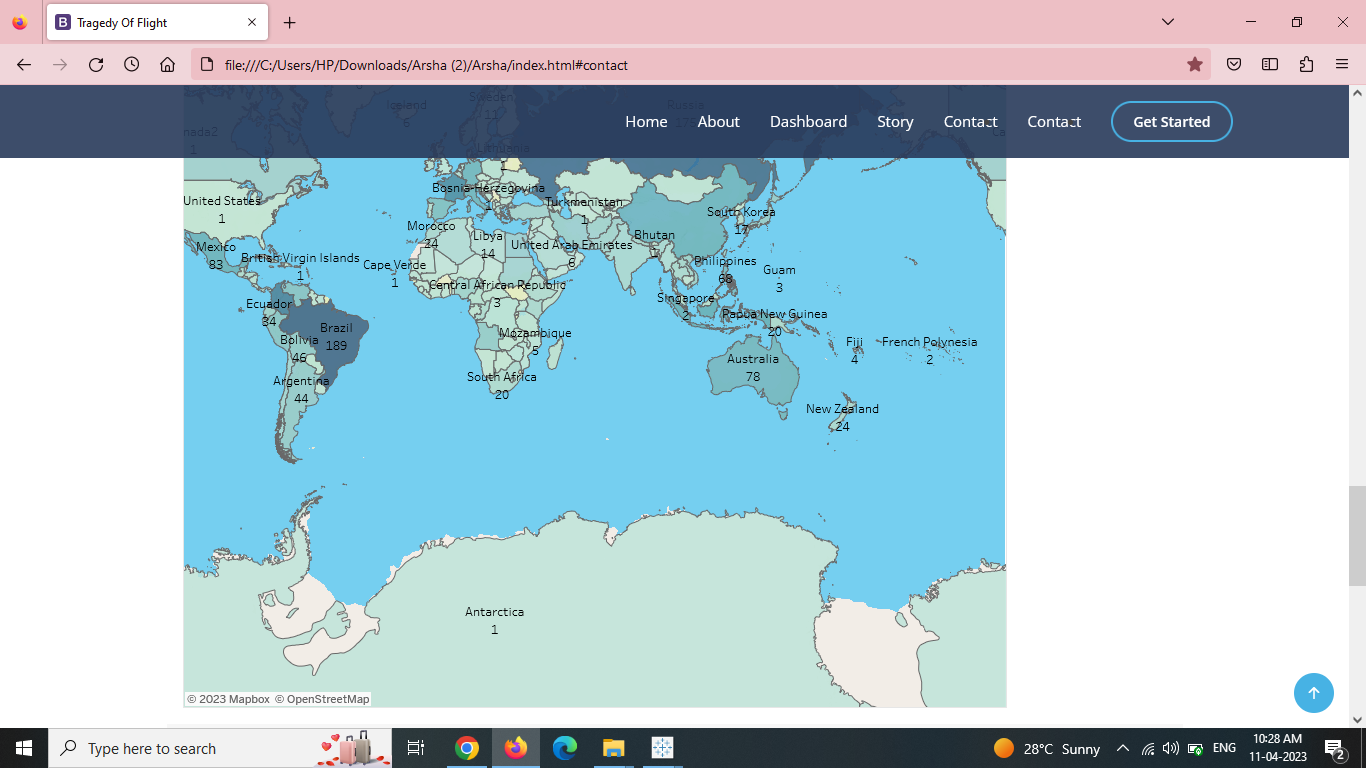 Tragedy Of Flight
file:///C:/Users/HP/Downloads/Arsha (2)/Arsha/index.html#contact
Home About Dashboard Story Contact Contact Get Started
Iceland
Sweden
11
Russia
nada2
1
Lithuania
1
Bosnia-Herzegovina
1
United States
1
Turkmenistan
1
South Korea
17
Morocco
24
Libya
14
Bhutan
1
Mexico
83
United Arab Emirates
6
British Virgin Islands
1
Cape Verde
1
Philippines
68
Guam
3
Central African Republic
3
Singapore
2
Ecuador
34
Papua New Guinea
20
Brazil
189
Mozambique
5
Bolivia
46
Fiji
4
French Polynesia
2
Australia
78
South Africa
20
Argentina
44
New Zealand
24
Antarctica
1
© 2023 Mapbox © OpenStreetMap
Type here to search
28°C Sunny
ENG
10:28 AM
11-04-2023
2